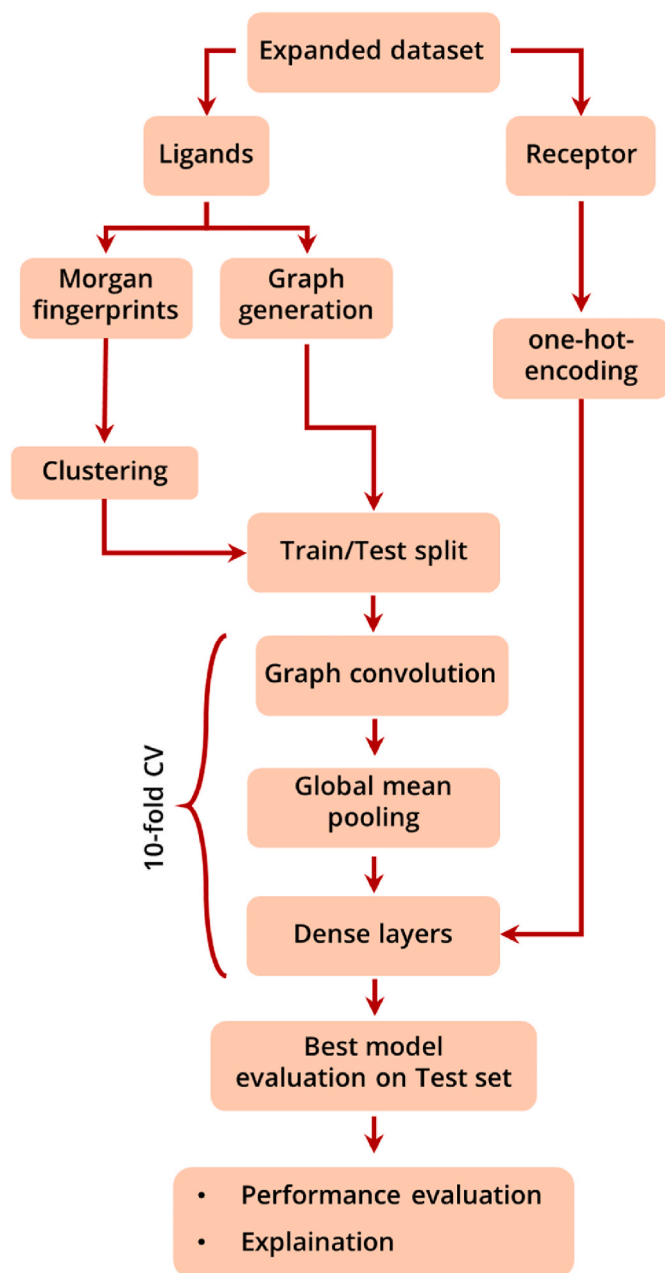 Expanded dataset
Ligands
Receptor
Morgan
fingerprints
Graph
generation
one-hot-
encoding
Clustering
Train/Test split
Graph convolution
10-fold CV
Global mean
pooling
Dense layers
Best model
evaluation on Test set
• Performance evaluation
• Explaination